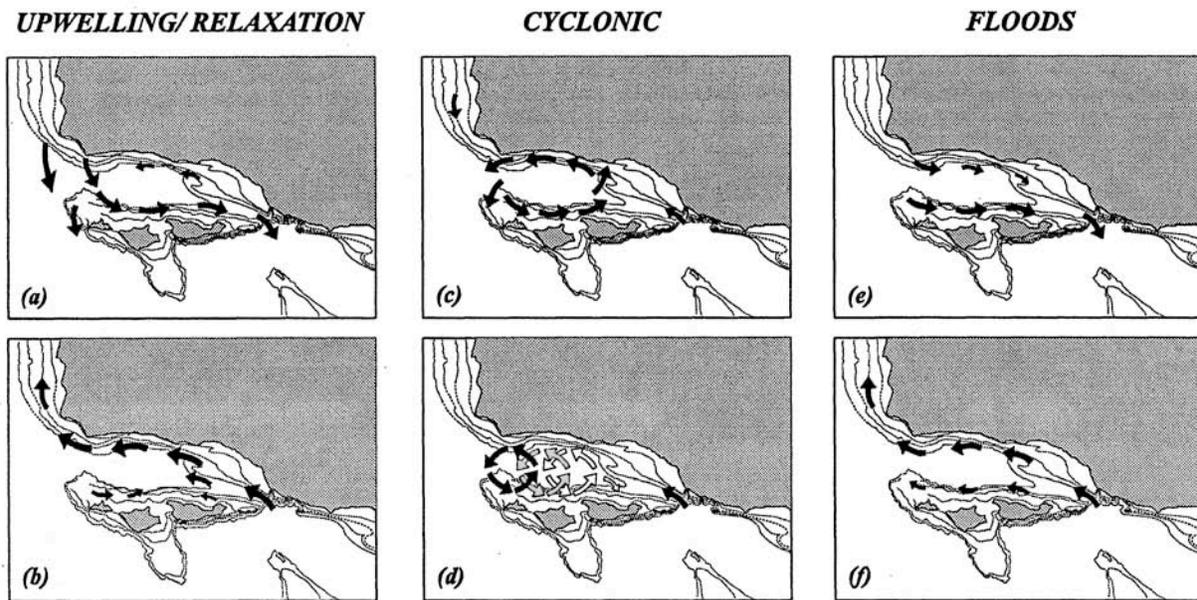 UPWELLING/ RELAXATION
CYCLONIC
FLOODS
(a)
(c)
(e)
(b)
(d)
(f)